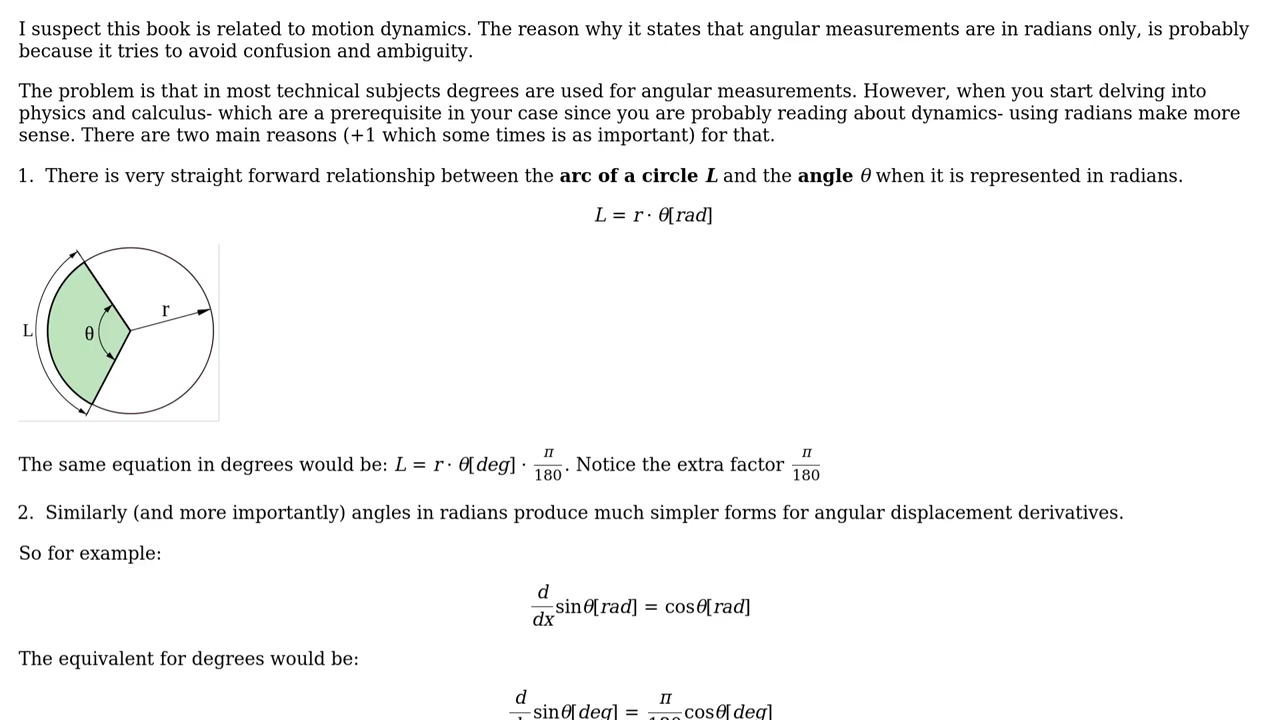 I suspect this book is related to motion dynamics. The reason why it states that angular measurements are in radians only, is probably
because it tries to avoid confusion and ambiguity.
The problem is that in most technical subjects degrees are used for angular measurements. However, when you start delving into
physics and calculus- which are a prerequisite in your case since you are probably reading about dynamics- using radians make more
sense. There are two main reasons (+1 which some times is as important) for that.
1. There is very straight forward relationship between the arc of a circle L and the angle θ when it is represented in radians.
L = r · θ[rad]
r
L
θ
The same equation in degrees would be: L = r · θ[deg] · π/180. Notice the extra factor π/180
2. Similarly (and more importantly) angles in radians produce much simpler forms for angular displacement derivatives.
So for example:
d/dx sinθ[rad] = cosθ[rad]
The equivalent for degrees would be:
d/d sinθ[deg] = π/180 cosθ[deg]